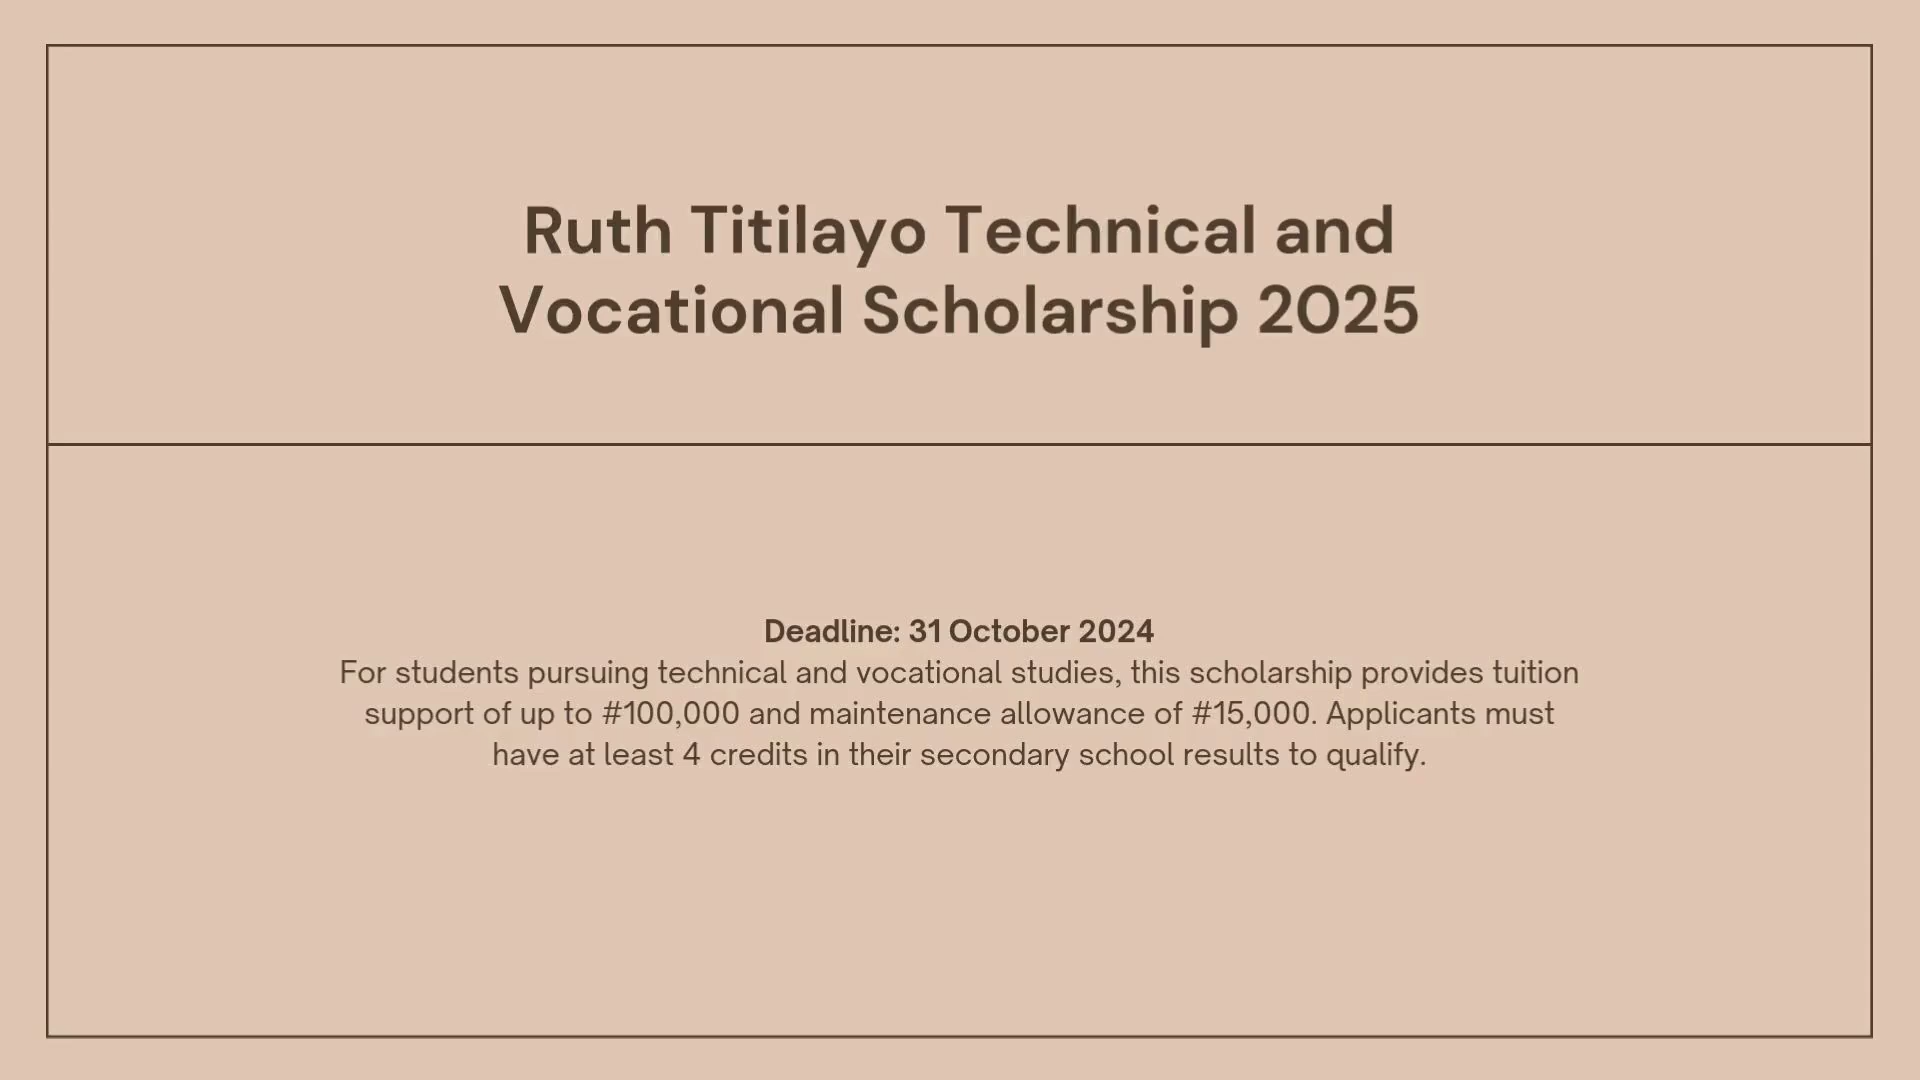 Ruth Titilayo Technical and
Vocational Scholarship 2025
Deadline: 31 October 2024
For students pursuing technical and vocational studies, this scholarship provides tuition
support of up to #100,000 and maintenance allowance of #15,000. Applicants must
have at least 4 credits in their secondary school results to qualify.